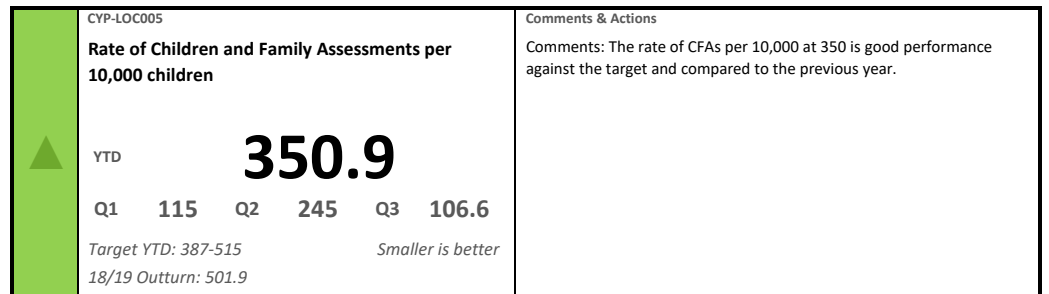 CYP-LOC005
Rate of Children and Family Assessments per
10,000 children
YTD 350.9
Q1 115 Q2 245 Q3 106.6
Target YTD: 387-515 Smaller is better
18/19 Outturn: 501.9
Comments & Actions
Comments: The rate of CFAs per 10,000 at 350 is good performance
against the target and compared to the previous year.